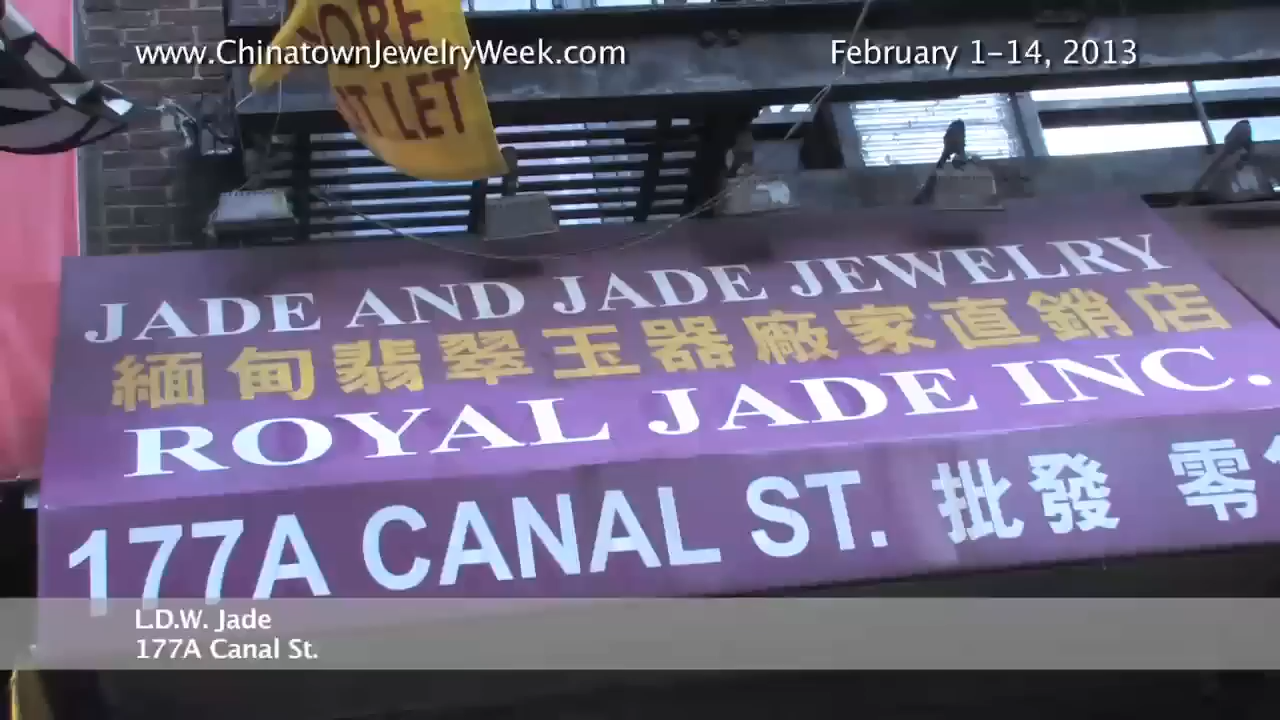 www.ChinatownJewelryWeek.com
February 1-14, 2013
JADE AND JADE JEWELRY
緬甸翡翠玉器廠家直銷店
ROYAL JADE INC.
177A CANAL ST. 批發 零
L.D.W. Jade
177A Canal St.